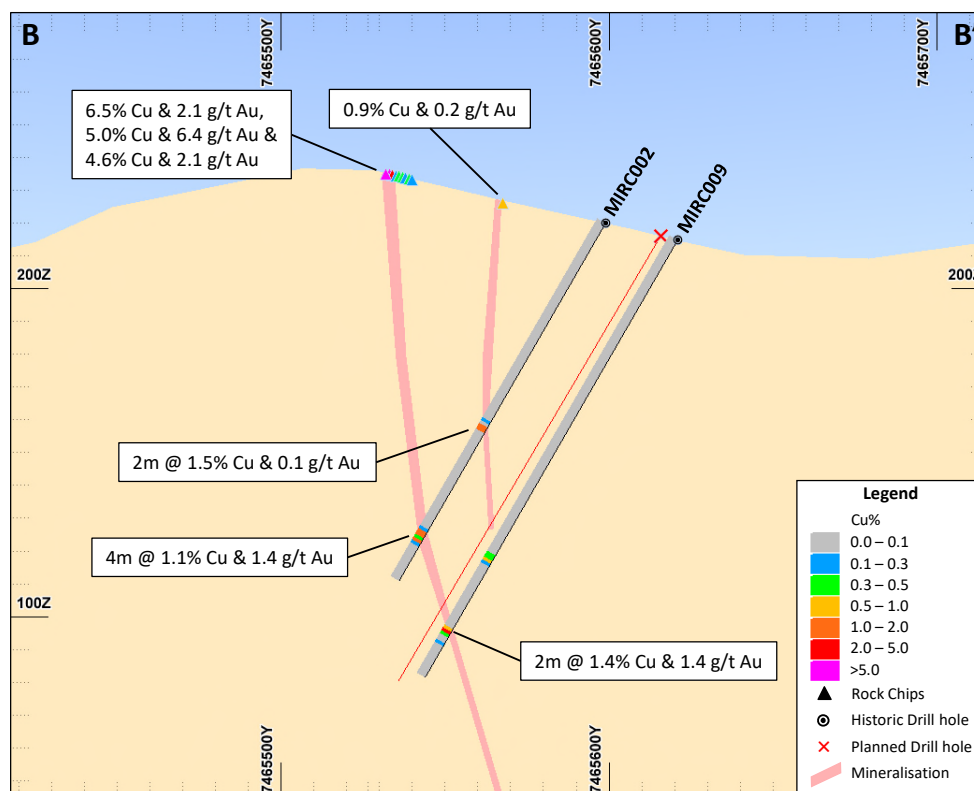 B
B'
7465500Y
7465600Y
7465700Y
6.5% Cu & 2.1 g/t Au,
5.0% Cu & 6.4 g/t Au &
4.6% Cu & 2.1 g/t Au
0.9% Cu & 0.2 g/t Au
MIRC002
MIRC009
200Z
200Z
2m @ 1.5% Cu & 0.1 g/t Au
4m @ 1.1% Cu & 1.4 g/t Au
100Z
2m @ 1.4% Cu & 1.4 g/t Au
7465500Y
7465600Y
Legend
Cu%
0.0 – 0.1
0.1 – 0.3
0.3 – 0.5
0.5 – 1.0
1.0 – 2.0
2.0 – 5.0
>5.0
Rock Chips
Historic Drill hole
Planned Drill hole
Mineralisation